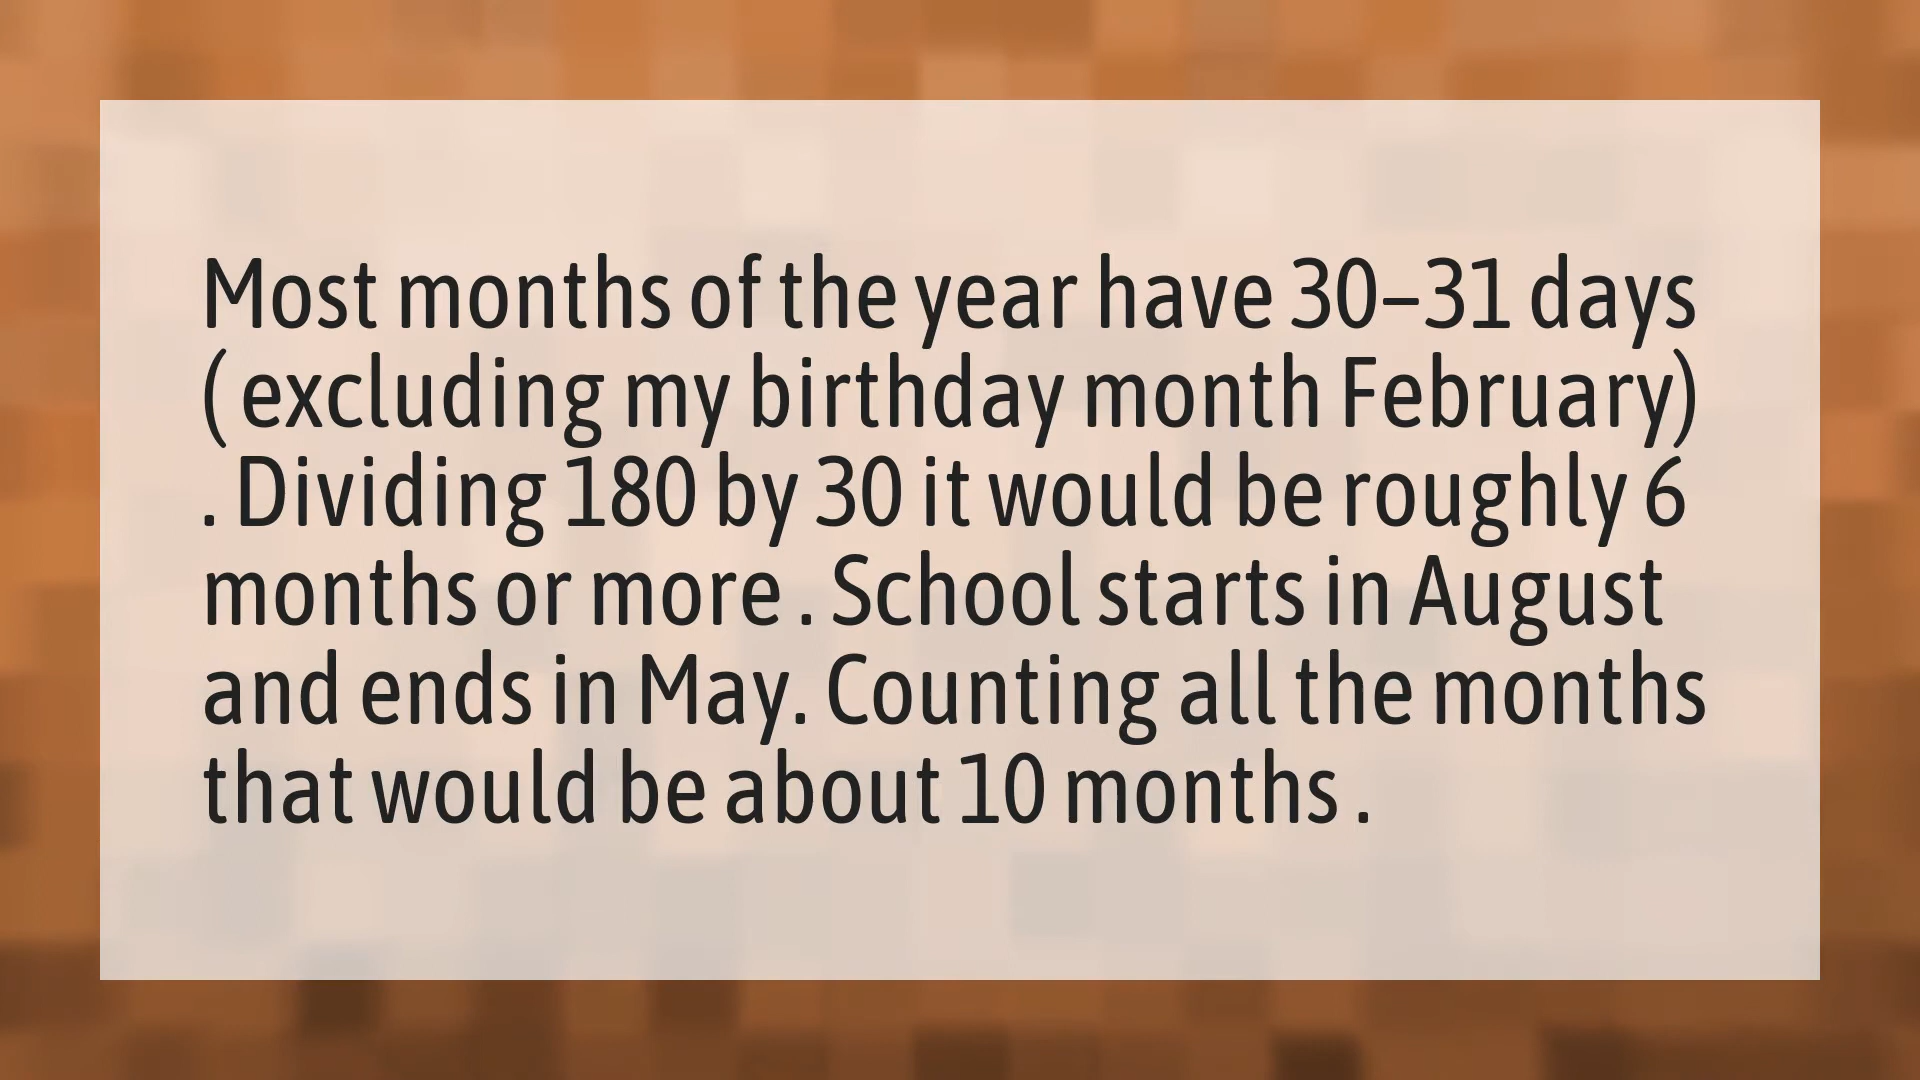 Most months of the year have 30–31 days
( excluding my birthday month February)
. Dividing 180 by 30 it would be roughly 6
months or more . School starts in August
and ends in May. Counting all the months
that would be about 10 months .